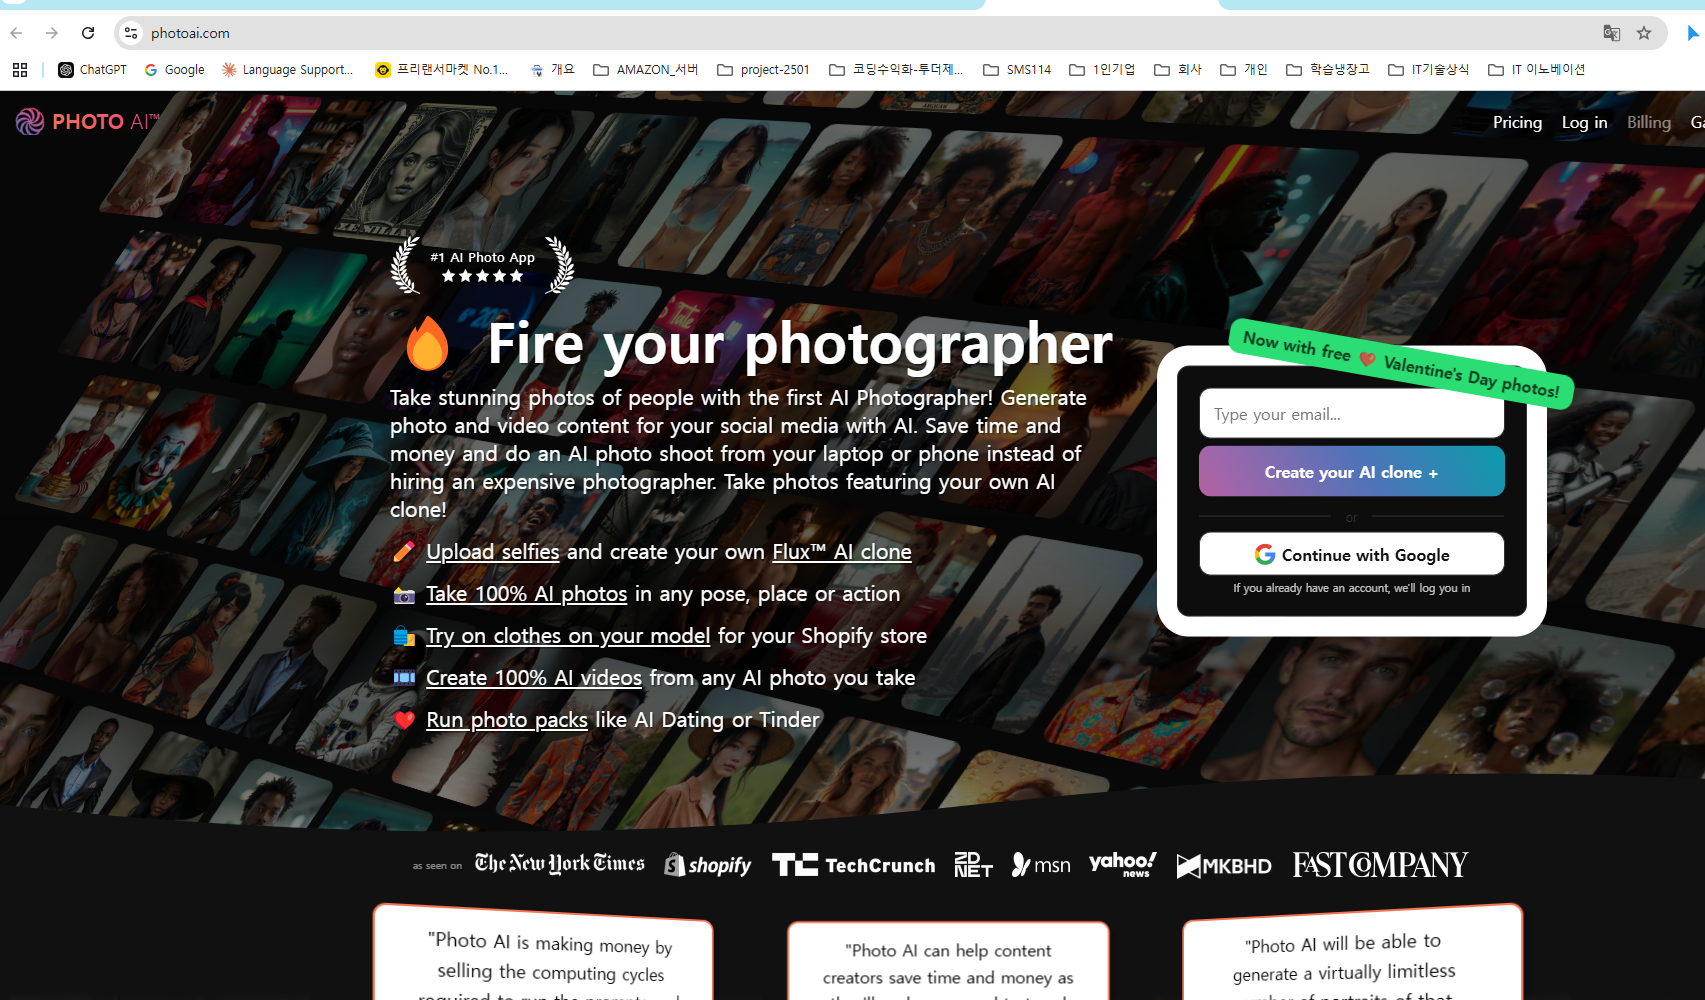 photoai.com
ChatGPT
Google
Language Support...
프리랜서마켓 No.1...
개요
AMAZON_서버
project-2501
코딩수익화-투더제...
SMS114
1인기업
회사
개인
학습냉장고
IT기술상식
IT 이노베이션
PHOTO AI™
Pricing
Log in
Billing
Ga
#1 AI Photo App
Fire your photographer
Take stunning photos of people with the first AI Photographer! Generate
photo and video content for your social media with AI. Save time and
money and do an AI photo shoot from your laptop or phone instead of
hiring an expensive photographer. Take photos featuring your own AI
clone!
Upload selfies and create your own Flux™ AI clone
Take 100% AI photos in any pose, place or action
Try on clothes on your model for your Shopify store
Create 100% AI videos from any AI photo you take
Run photo packs like AI Dating or Tinder
Now with free ❤️ Valentine's Day photos!
Type your email...
Create your AI clone +
or
Continue with Google
If you already have an account, we'll log you in
as seen on
The New York Times
shopify
TechCrunch
ZDNET
msn
yahoo! news
MKBHD
FAST COMPANY
"Photo AI is making money by
selling the computing cycles
"Photo AI can help content
creators save time and money as
"Photo AI will be able to
generate a virtually limitless